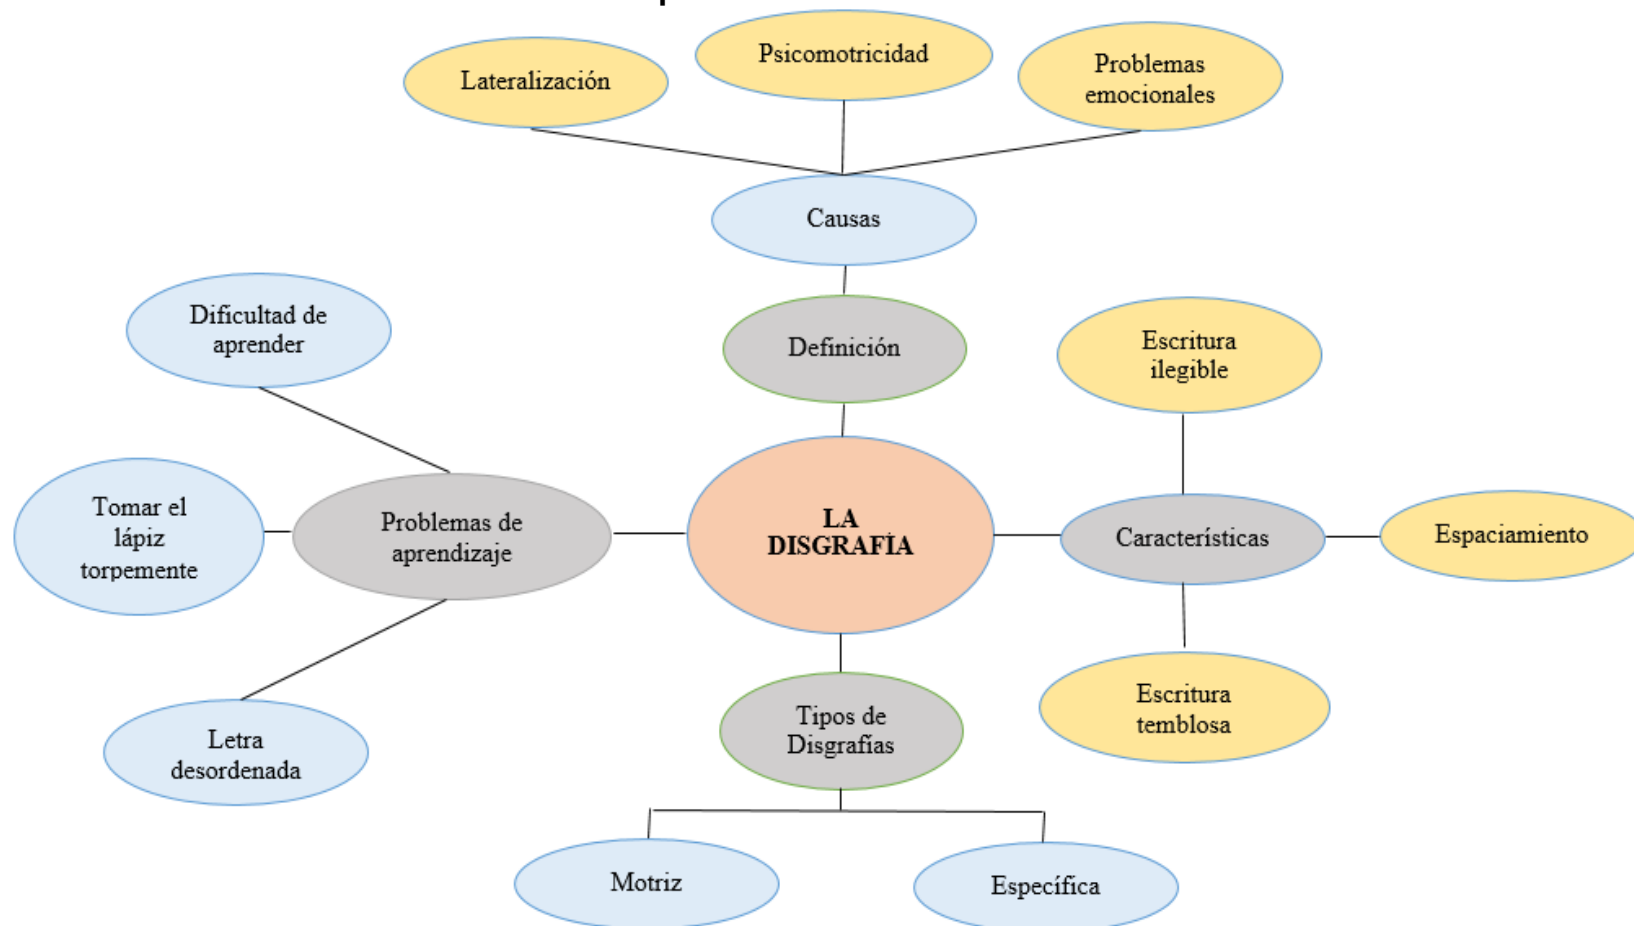 Lateralización
Psicomotricidad
Problemas
emocionales
Causas
Definición
Dificultad de
aprender
Tomar el
lápiz
torpemente
Letra
desordenada
Problemas de
aprendizaje
LA
DISGRAFÍA
Escritura
ilegible
Características
Espaciamiento
Escritura
temblosa
Tipos de
Disgrafías
Motriz
Específica